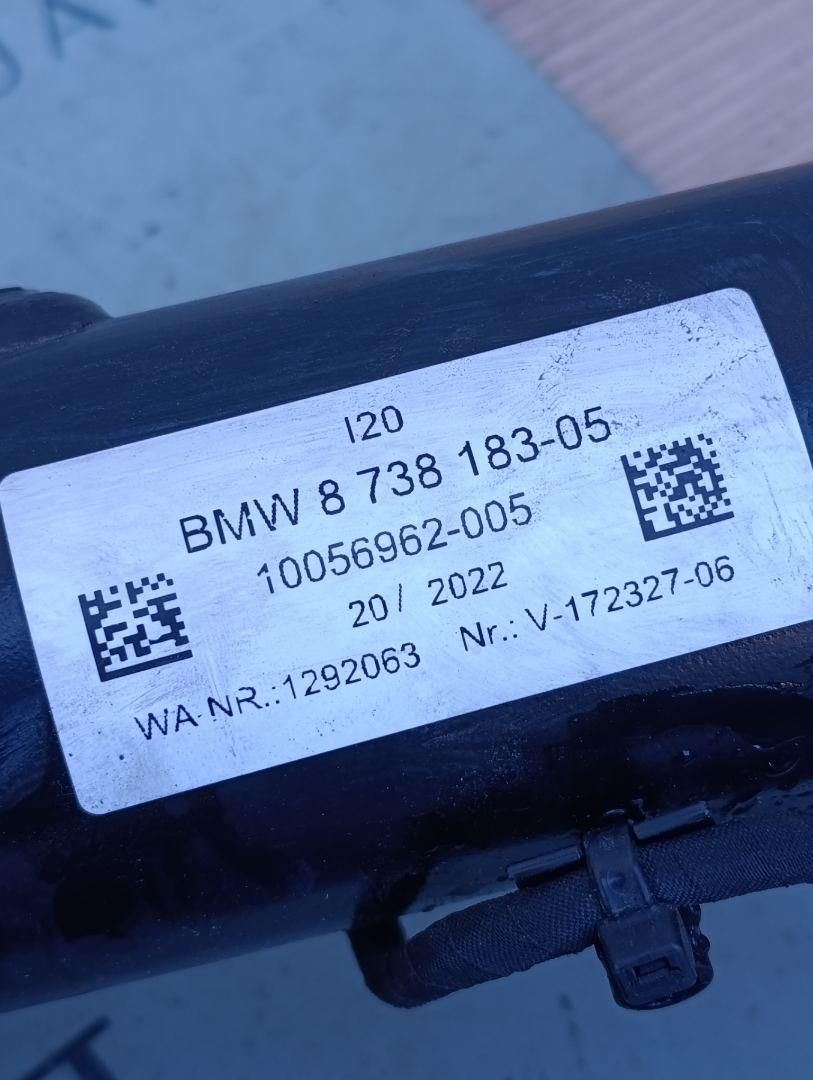 I20
BMW 8 738 183-05
10056962-005
20/ 2022
WA-NR.:1292063 Nr.: V-172327-06